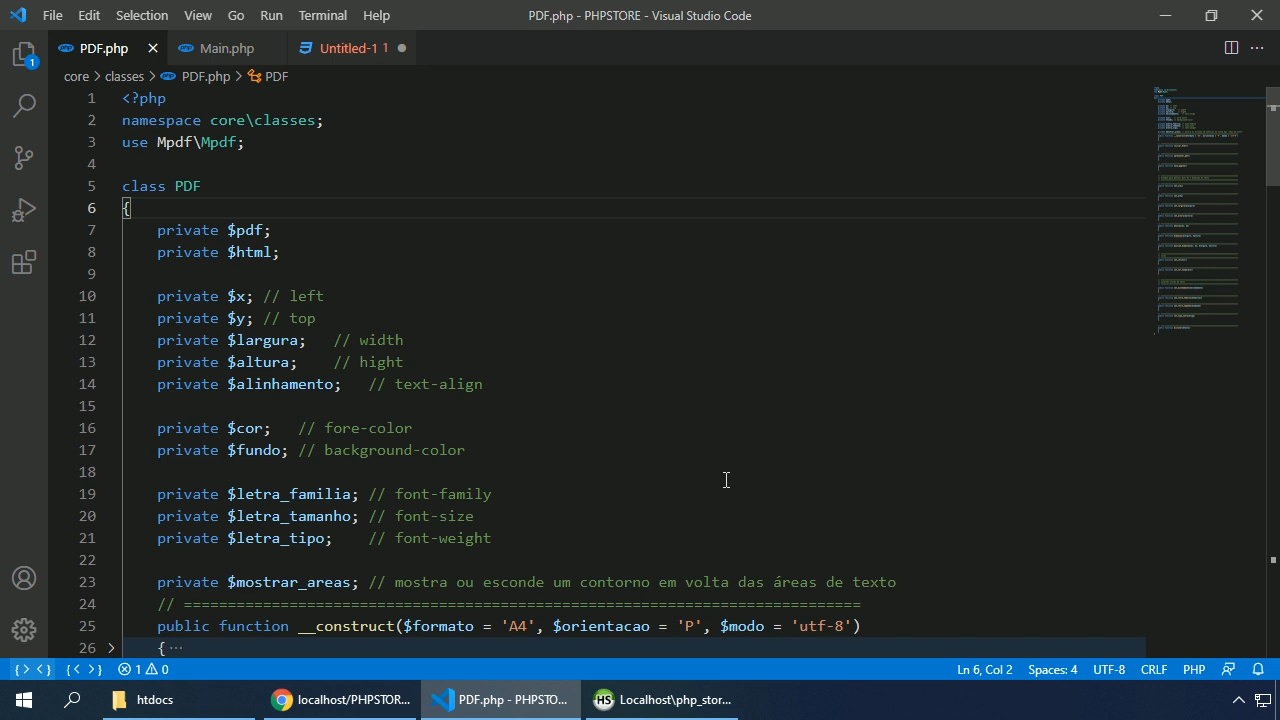 File Edit Selection View Go Run Terminal Help PDF.php - PHPSTORE - Visual Studio Code
PDF.php Main.php Untitled-1 1
core > classes > PDF.php > PDF
1 <?php
2 namespace core\classes;
3 use Mpdf\Mpdf;
4
5 class PDF
6 {
7 private $pdf;
8 private $html;
9
10 private $x; // left
11 private $y; // top
12 private $largura; // width
13 private $altura; // hight
14 private $alinhamento; // text-align
15
16 private $cor; // fore-color
17 private $fundo; // background-color
18
19 private $letra_familia; // font-family
20 private $letra_tamanho; // font-size
21 private $letra_tipo; // font-weight
22
23 private $mostrar_areas; // mostra ou esconde um contorno em volta das áreas de texto
24 // =============================================================================
25 public function __construct($formato = 'A4', $orientacao = 'P', $modo = 'utf-8')
26 > { ···
1 0 Ln 6, Col 2 Spaces: 4 UTF-8 CRLF PHP
htdocs localhost/PHPSTOR... PDF.php - PHPSTO... Localhost\php_stor...